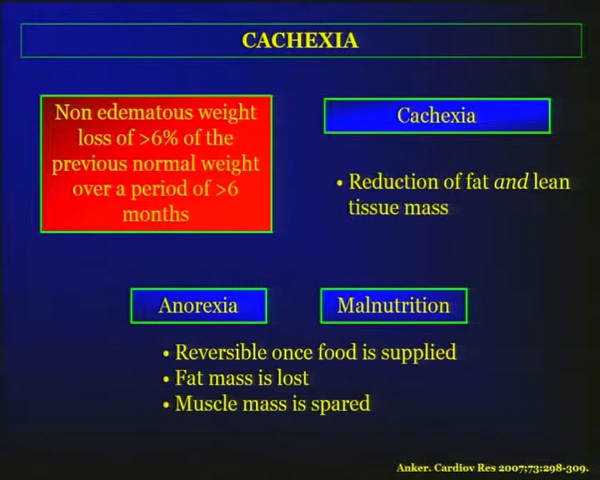 CACHEXIA
Non edematous weight
loss of >6% of the
previous normal weight
over a period of >6
months
Cachexia
• Reduction of fat and lean
tissue mass
Anorexia
Malnutrition
• Reversible once food is supplied
• Fat mass is lost
• Muscle mass is spared
Anker. Cardiov Res 2007;73:298-309.